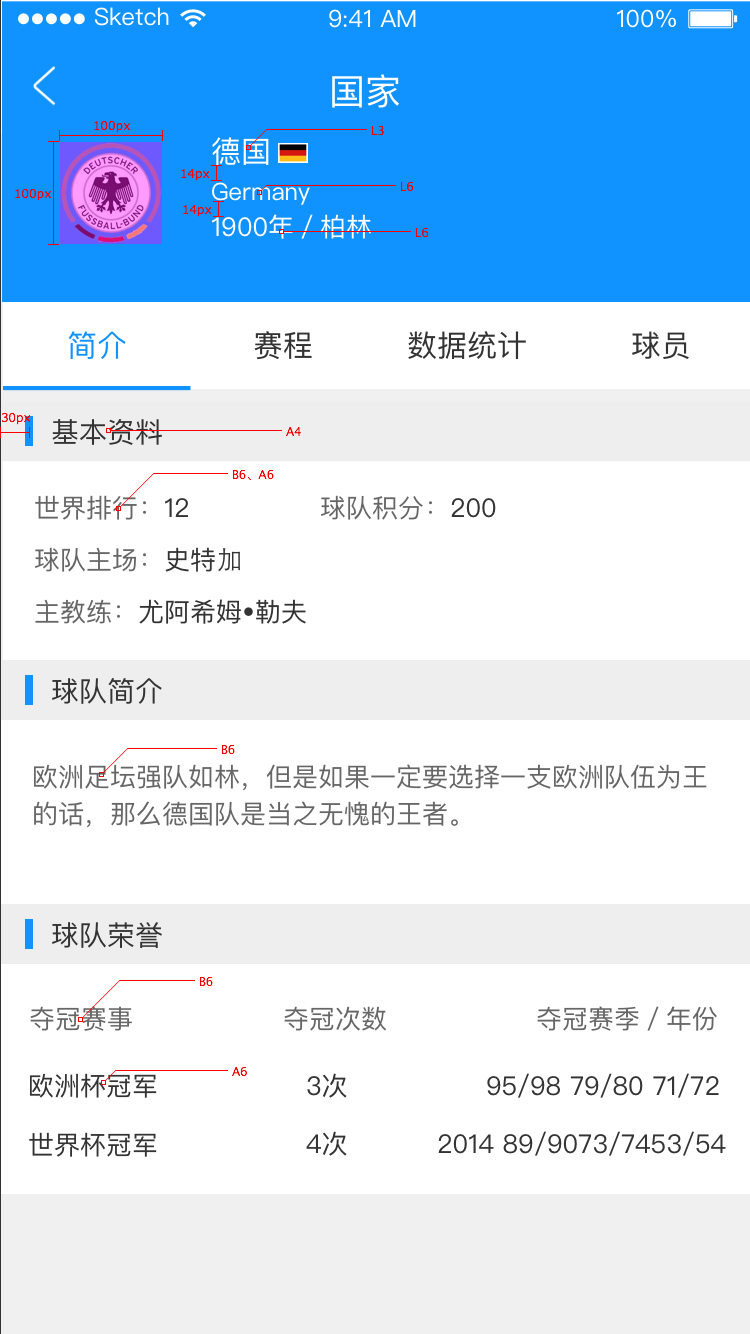 Sketch 9:41 AM 100%
国家
100px
100px
DEUTSCHER
FUSSBALL-BUND
德国 L3
14px
Germany L6
14px
1900年 / 柏林 L6
简介 赛程 数据统计 球员
30px
基本资料 A4
B6、A6
世界排行：12 球队积分：200
球队主场：史特加
主教练：尤阿希姆•勒夫
球队简介
B6
欧洲足坛强队如林，但是如果一定要选择一支欧洲队伍为王
的话，那么德国队是当之无愧的王者。
球队荣誉
B6
夺冠赛事 夺冠次数 夺冠赛季 / 年份
A6
欧洲杯冠军 3次 95/98 79/80 71/72
世界杯冠军 4次 2014 89/9073/7453/54